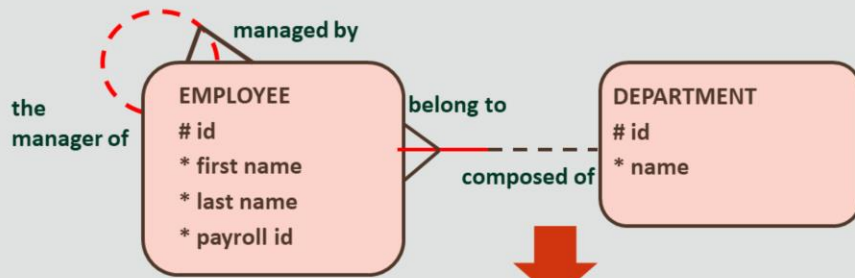 managed by
the
manager of
EMPLOYEE
# id
* first name
* last name
* payroll id
belong to
composed of
DEPARTMENT
# id
* name